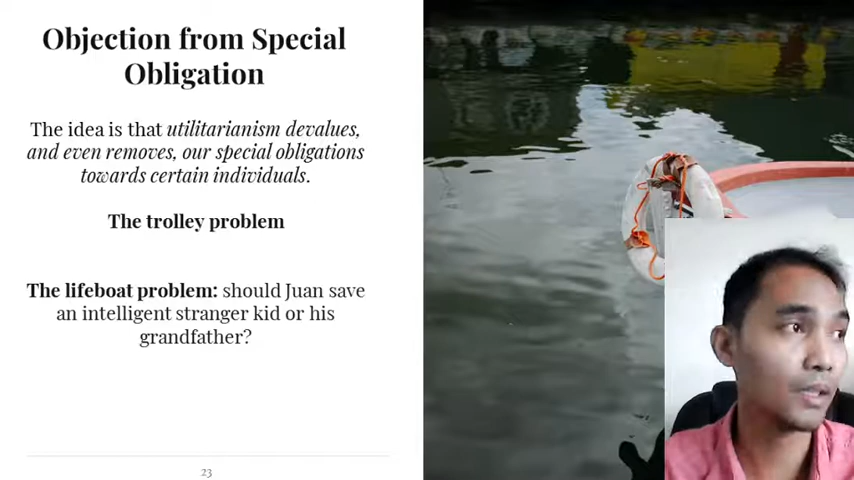 Objection from Special
Obligation
The idea is that utilitarianism devalues,
and even removes, our special obligations
towards certain individuals.
The trolley problem
The lifeboat problem: should Juan save
an intelligent stranger kid or his
grandfather?
23